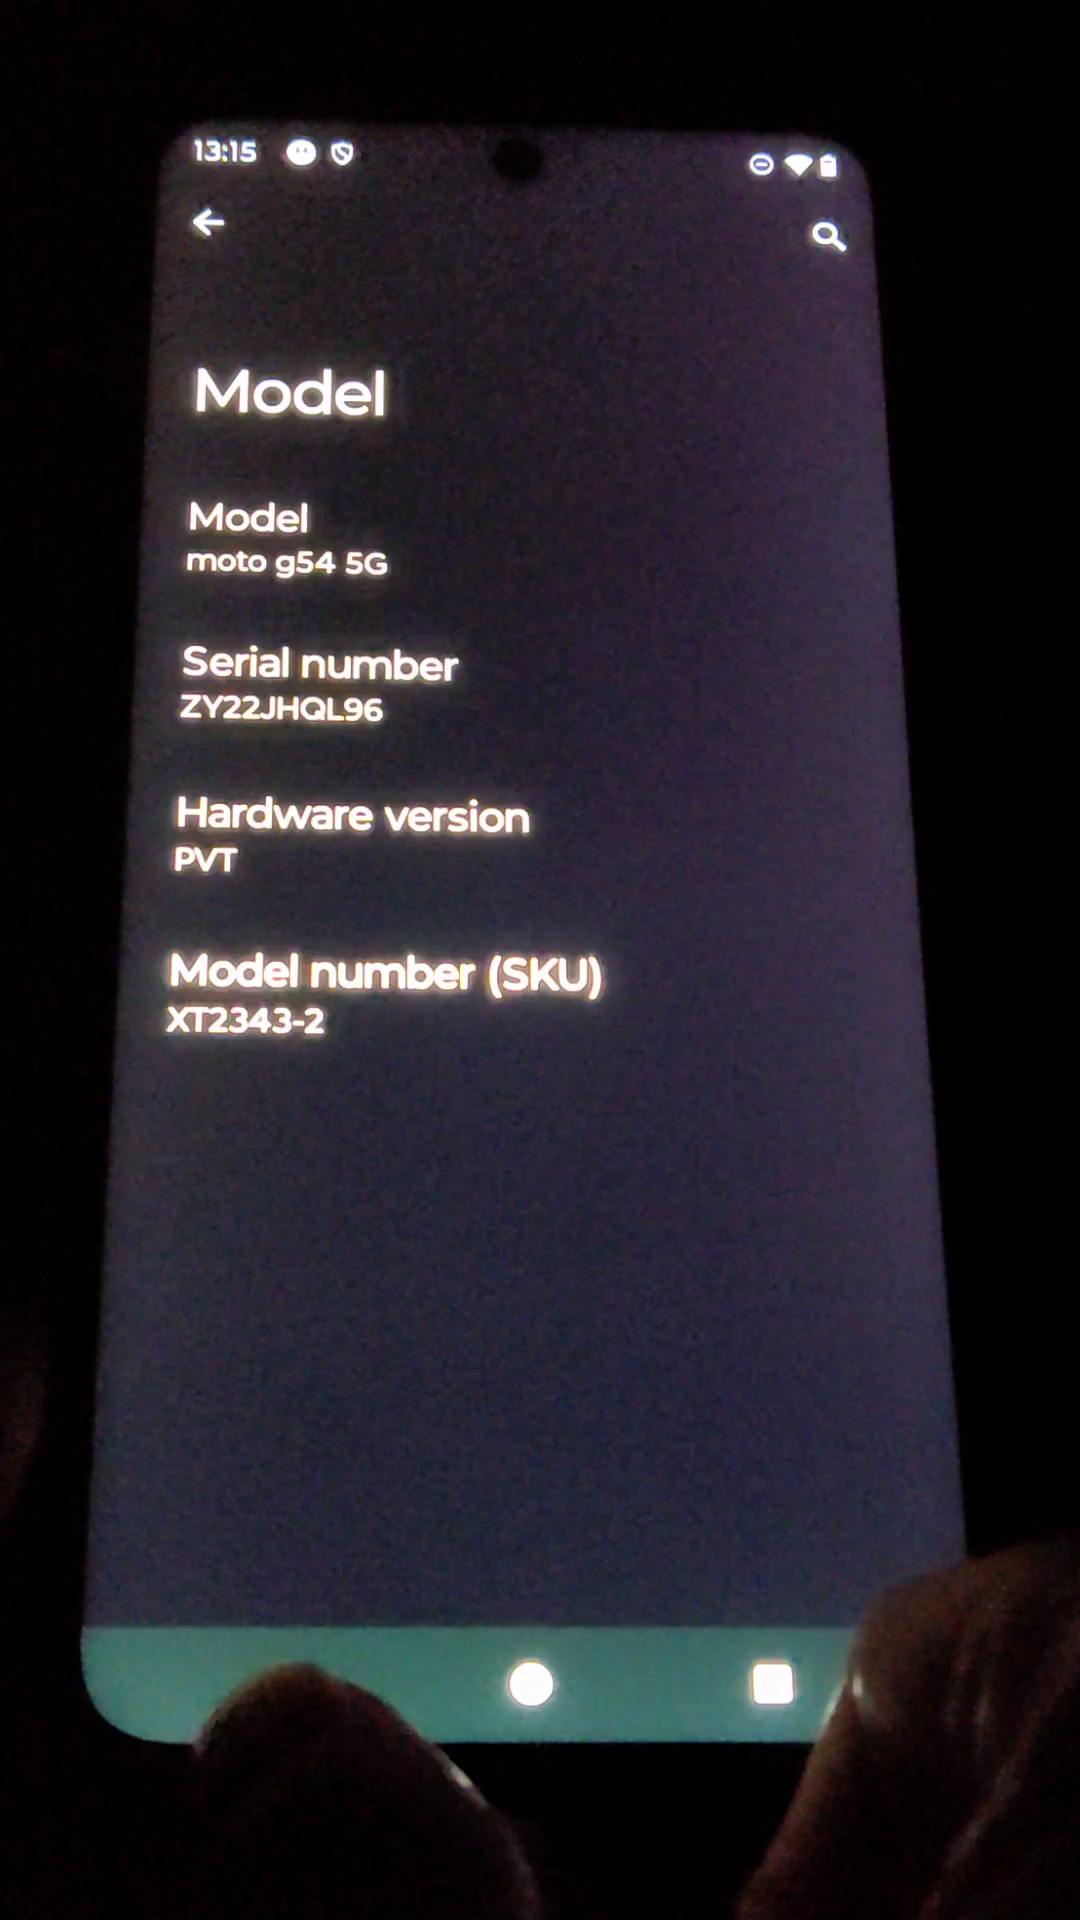 13:15
Model
Model
moto g54 5G
Serial number
ZY22JHQL96
Hardware version
PVT
Model number (SKU)
XT2343-2